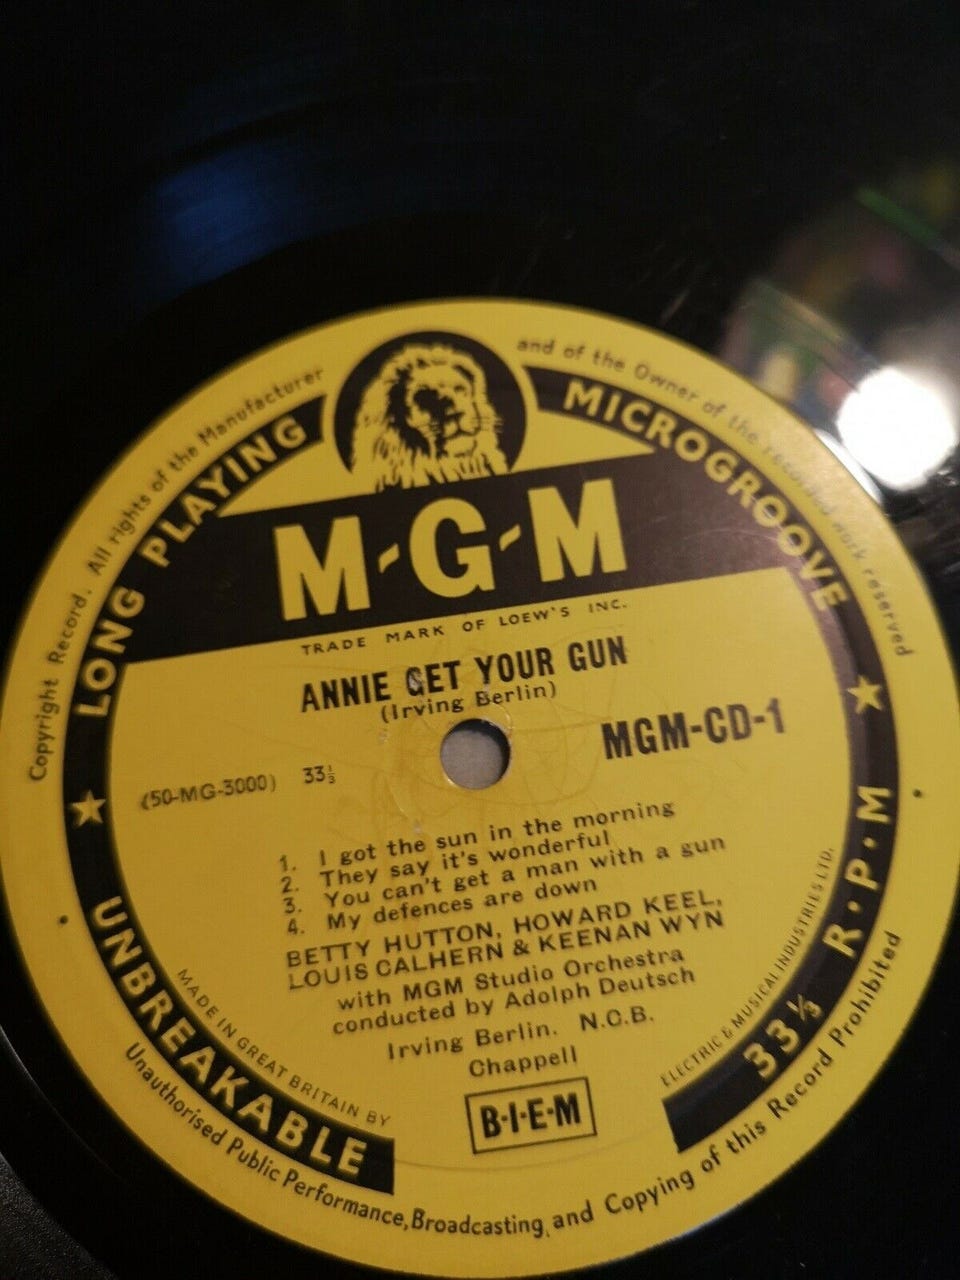 Copyright Record. All rights of the Manufacturer and of the Owner of the recorded work reserved
LONG PLAYING
MICROGROOVE
M-G-M
TRADE MARK OF LOEW'S INC.
ANNIE GET YOUR GUN
(Irving Berlin)
MGM-CD-1
(50-MG-3000) 33⅓
1. I got the sun in the morning
2. They say it's wonderful
3. You can't get a man with a gun
4. My defences are down
BETTY HUTTON, HOWARD KEEL,
LOUIS CALHERN & KEENAN WYN
with MGM Studio Orchestra
conducted by Adolph Deutsch
Irving Berlin. N.C.B.
Chappell
B·I·E·M
UNBREAKABLE
33⅓ R·P·M
MADE IN GREAT BRITAIN BY
ELECTRIC & MUSICAL INDUSTRIES LTD.
Unauthorised Public Performance, Broadcasting, and Copying of this Record Prohibited